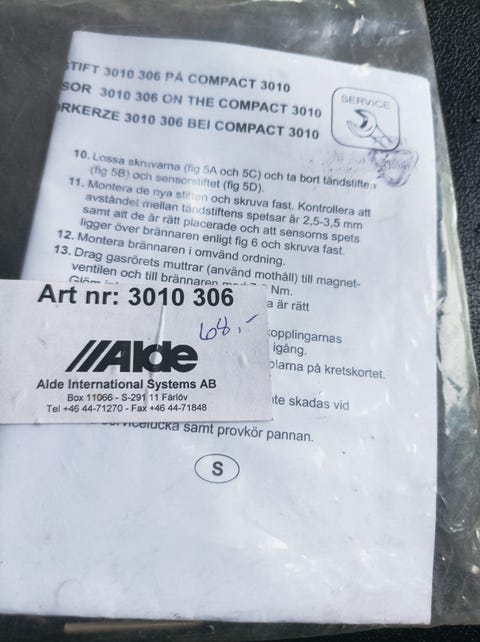 STIFT 3010 306 PÅ COMPACT 3010
SOR 3010 306 ON THE COMPACT 3010
ORKERZE 3010 306 BEI COMPACT 3010
SERVICE
10. Lossa skruvarna (fig 5A och 5C) och ta bort tändstiften
(fig 5B) och sensorstiftet (fig 5D).
11. Montera de nya stiften och skruva fast. Kontrollera att
avståndet mellan tändstiftens spetsar är 2,5-3,5 mm
samt att de är rätt placerade och att sensorns spets
ligger över brännaren enligt fig 6 och skruva fast.
12. Montera brännaren i omvänd ordning.
13. Drag gasrörets muttrar (använd mothåll) till magnet-
ventilen och till brännaren Nm.
a är rätt
opplingarnas
igång.
olarna på kretskortet.
nte skadas vid
servicelucka samt provkör pannan.
S
Art nr: 3010 306
68.-
Alde
Alde International Systems AB
Box 11066 - S-291 11 Färlöv
Tel +46 44-71270 - Fax +46 44-71848